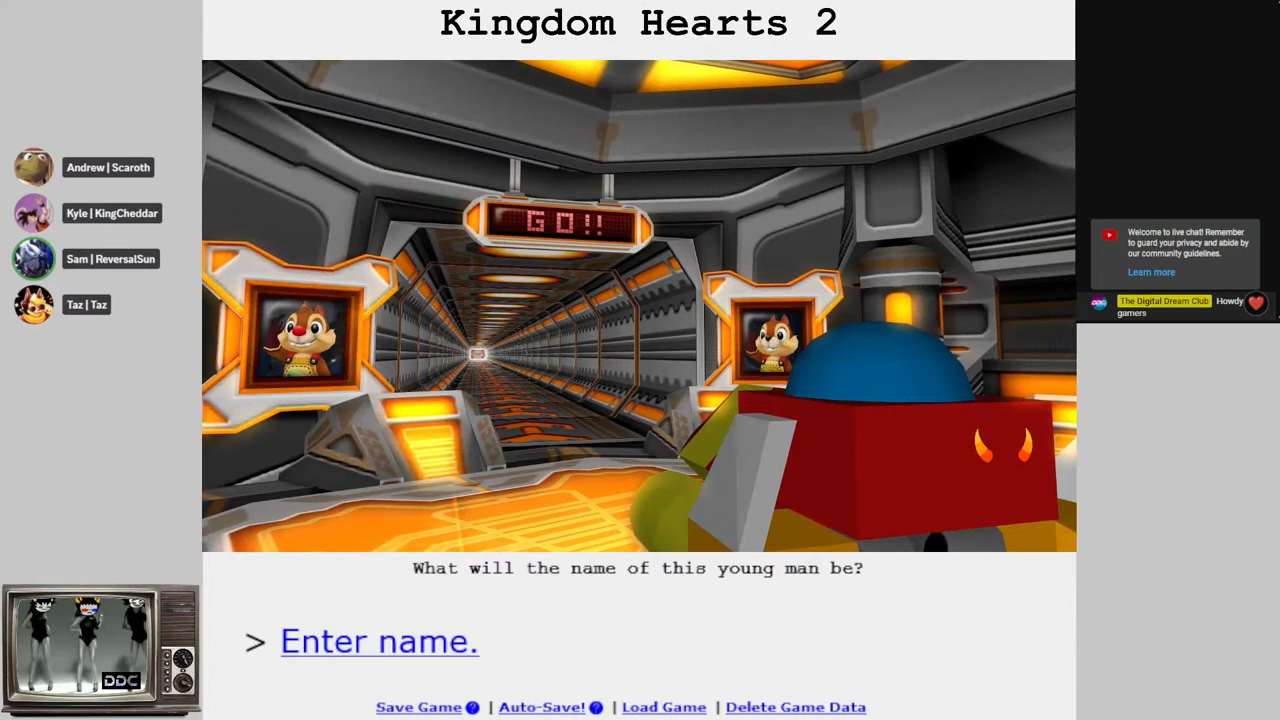 Kingdom Hearts 2
GO!!
Andrew | Scaroth
Kyle | KingCheddar
Sam | ReversalSun
Taz | Taz
Welcome to live chat! Remember
to guard your privacy and abide by
our community guidelines.
Learn more
DDC The Digital Dream Club Howdy
gamers
What will the name of this young man be?
> Enter name.
Save Game ? | Auto-Save! ? | Load Game | Delete Game Data
DDC